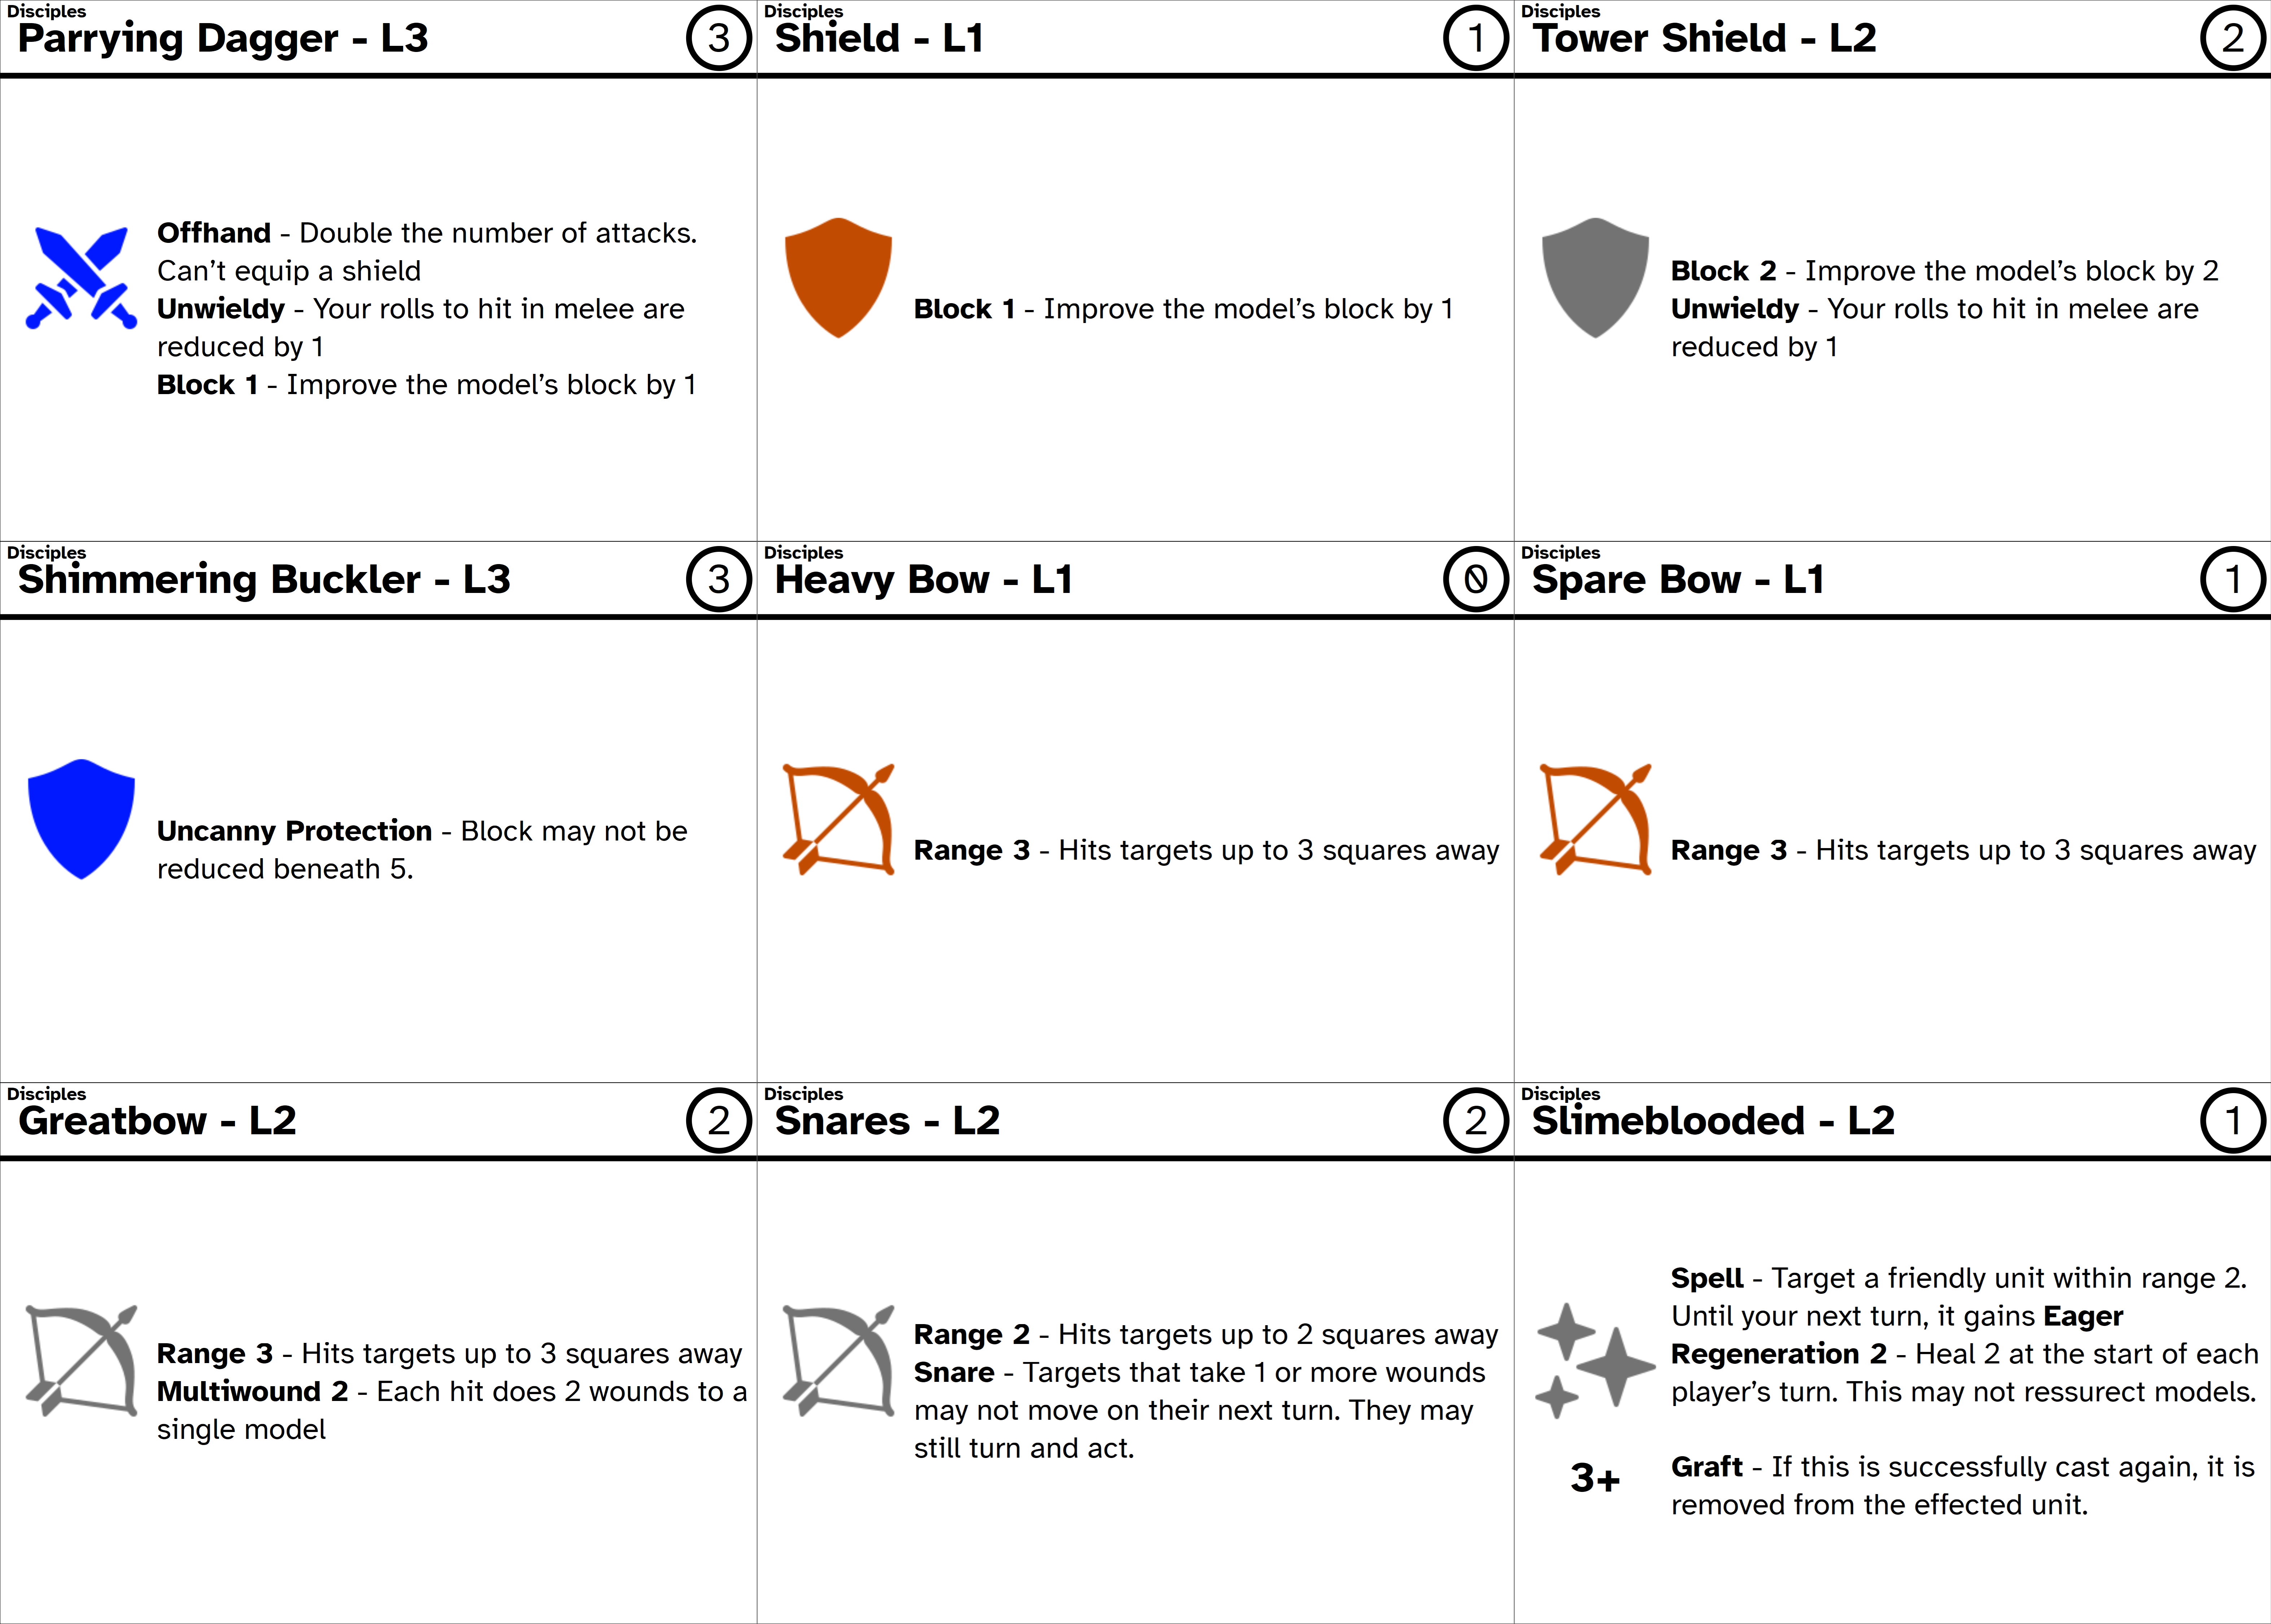 Disciples
Parrying Dagger - L3
3
Offhand - Double the number of attacks.
Can't equip a shield
Unwieldy - Your rolls to hit in melee are
reduced by 1
Block 1 - Improve the model's block by 1
Disciples
Shield - L1
1
Block 1 - Improve the model's block by 1
Disciples
Tower Shield - L2
2
Block 2 - Improve the model's block by 2
Unwieldy - Your rolls to hit in melee are
reduced by 1
Disciples
Shimmering Buckler - L3
3
Uncanny Protection - Block may not be
reduced beneath 5.
Disciples
Heavy Bow - L1
0
Range 3 - Hits targets up to 3 squares away
Disciples
Spare Bow - L1
1
Range 3 - Hits targets up to 3 squares away
Disciples
Greatbow - L2
2
Range 3 - Hits targets up to 3 squares away
Multiwound 2 - Each hit does 2 wounds to a
single model
Disciples
Snares - L2
2
Range 2 - Hits targets up to 2 squares away
Snare - Targets that take 1 or more wounds
may not move on their next turn. They may
still turn and act.
Disciples
Slimeblooded - L2
1
Spell - Target a friendly unit within range 2.
Until your next turn, it gains Eager
Regeneration 2 - Heal 2 at the start of each
player's turn. This may not ressurect models.
3+
Graft - If this is successfully cast again, it is
removed from the effected unit.